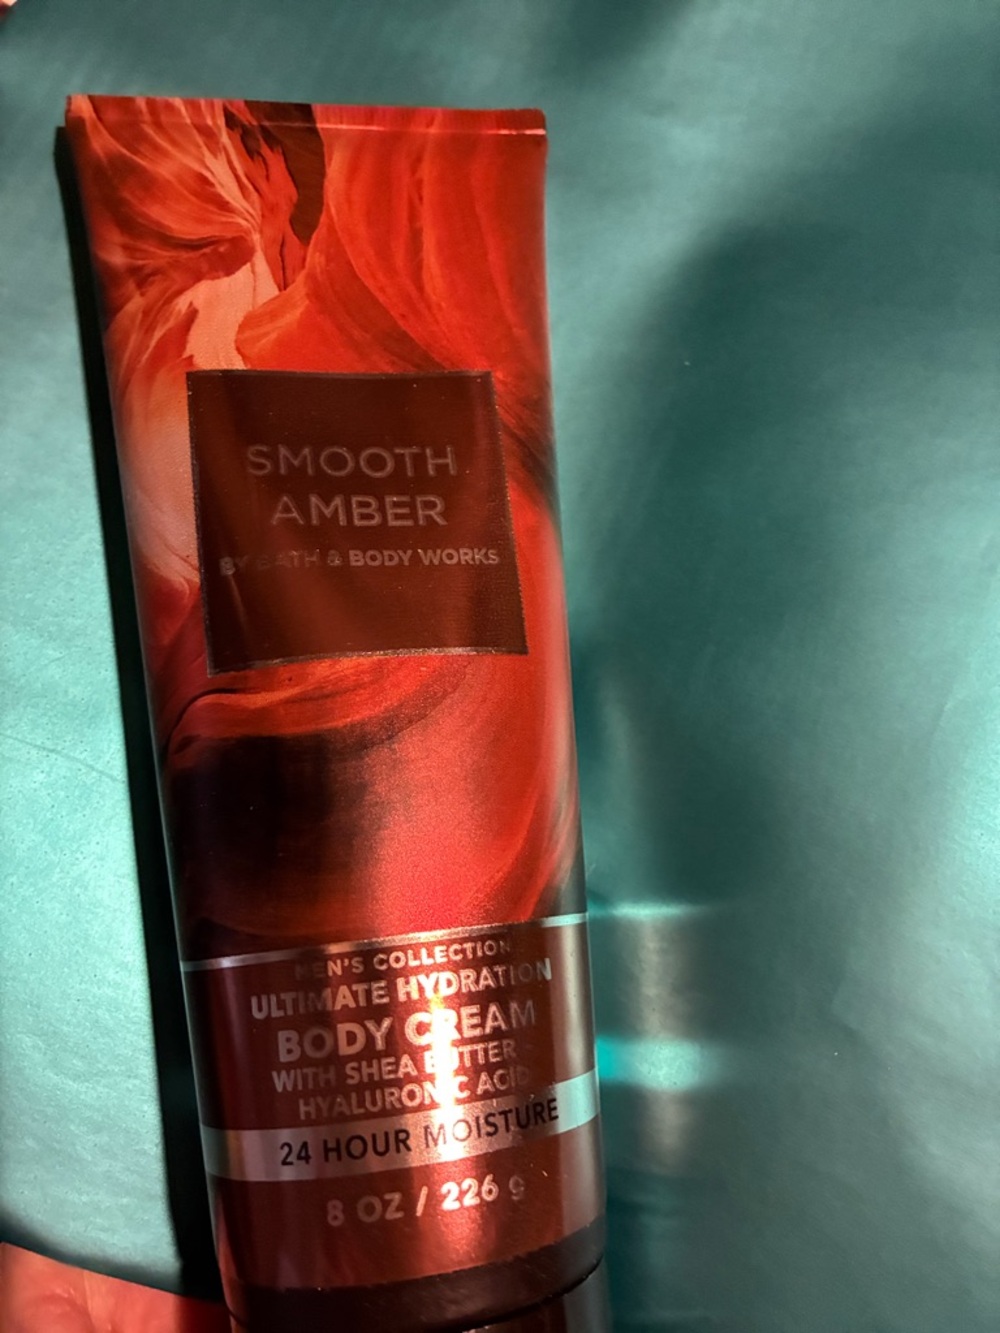 SMOOTH
AMBER
BY BATH & BODY WORKS
MEN'S COLLECTION
ULTIMATE HYDRATION
BODY CREAM
WITH SHEA BUTTER +
HYALURONIC ACID
24 HOUR MOISTURE
8 OZ / 226 g